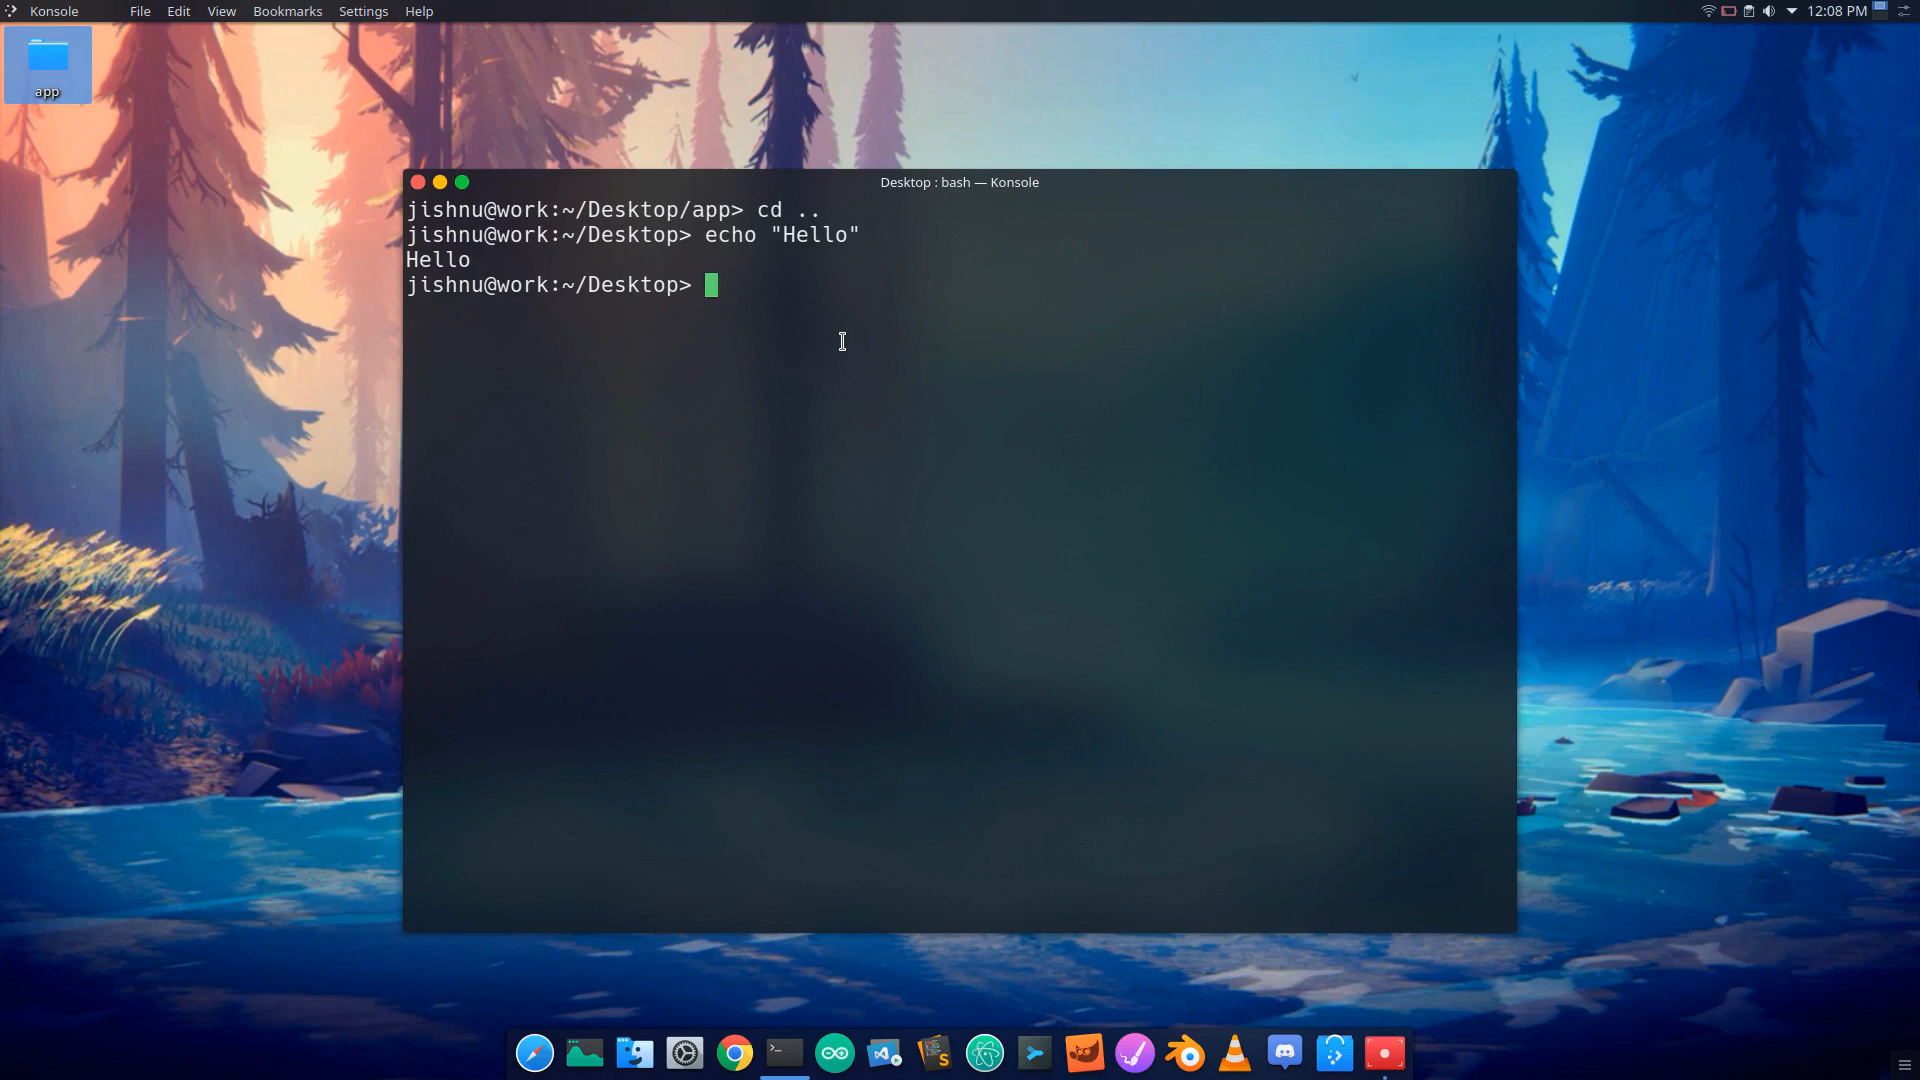 Konsole File Edit View Bookmarks Settings Help 12:08 PM
app
Desktop : bash — Konsole
jishnu@work:~/Desktop/app> cd ..
jishnu@work:~/Desktop> echo "Hello"
Hello
jishnu@work:~/Desktop>